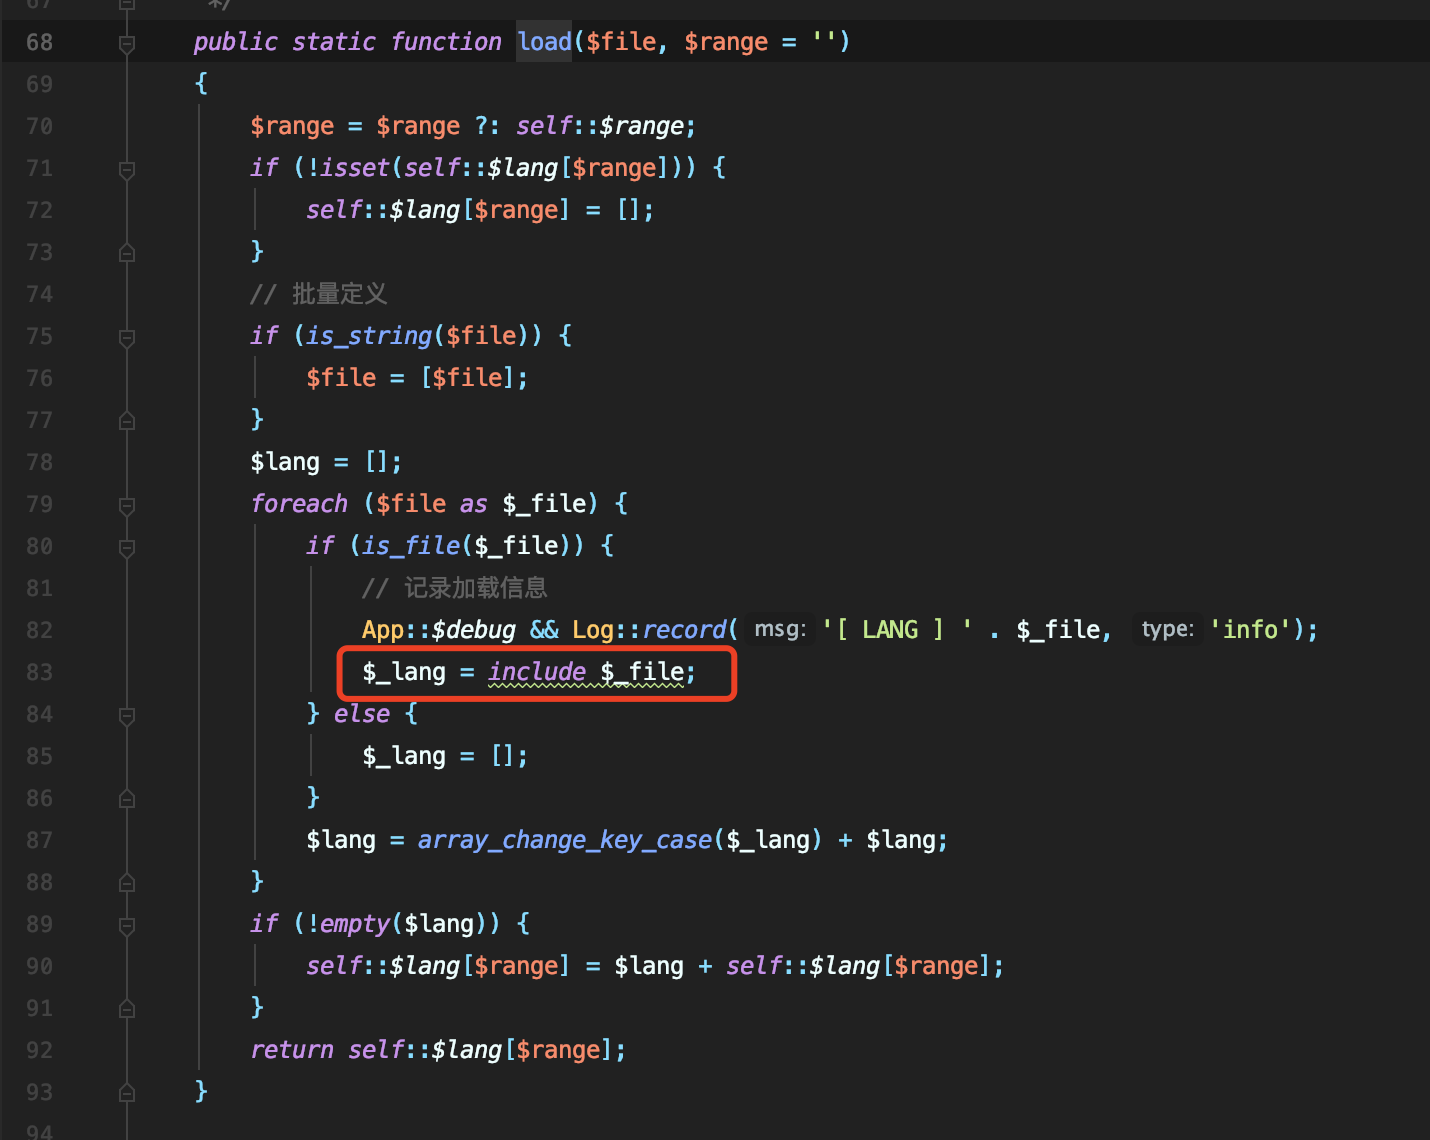 67 */
68 public static function load($file, $range = '')
69 {
70 $range = $range ?: self::$range;
71 if (!isset(self::$lang[$range])) {
72 self::$lang[$range] = [];
73 }
74 // 批量定义
75 if (is_string($file)) {
76 $file = [$file];
77 }
78 $lang = [];
79 foreach ($file as $_file) {
80 if (is_file($_file)) {
81 // 记录加载信息
82 App::$debug && Log::record( msg: '[ LANG ] ' . $_file, type: 'info');
83 $_lang = include $_file;
84 } else {
85 $_lang = [];
86 }
87 $lang = array_change_key_case($_lang) + $lang;
88 }
89 if (!empty($lang)) {
90 self::$lang[$range] = $lang + self::$lang[$range];
91 }
92 return self::$lang[$range];
93 }
94